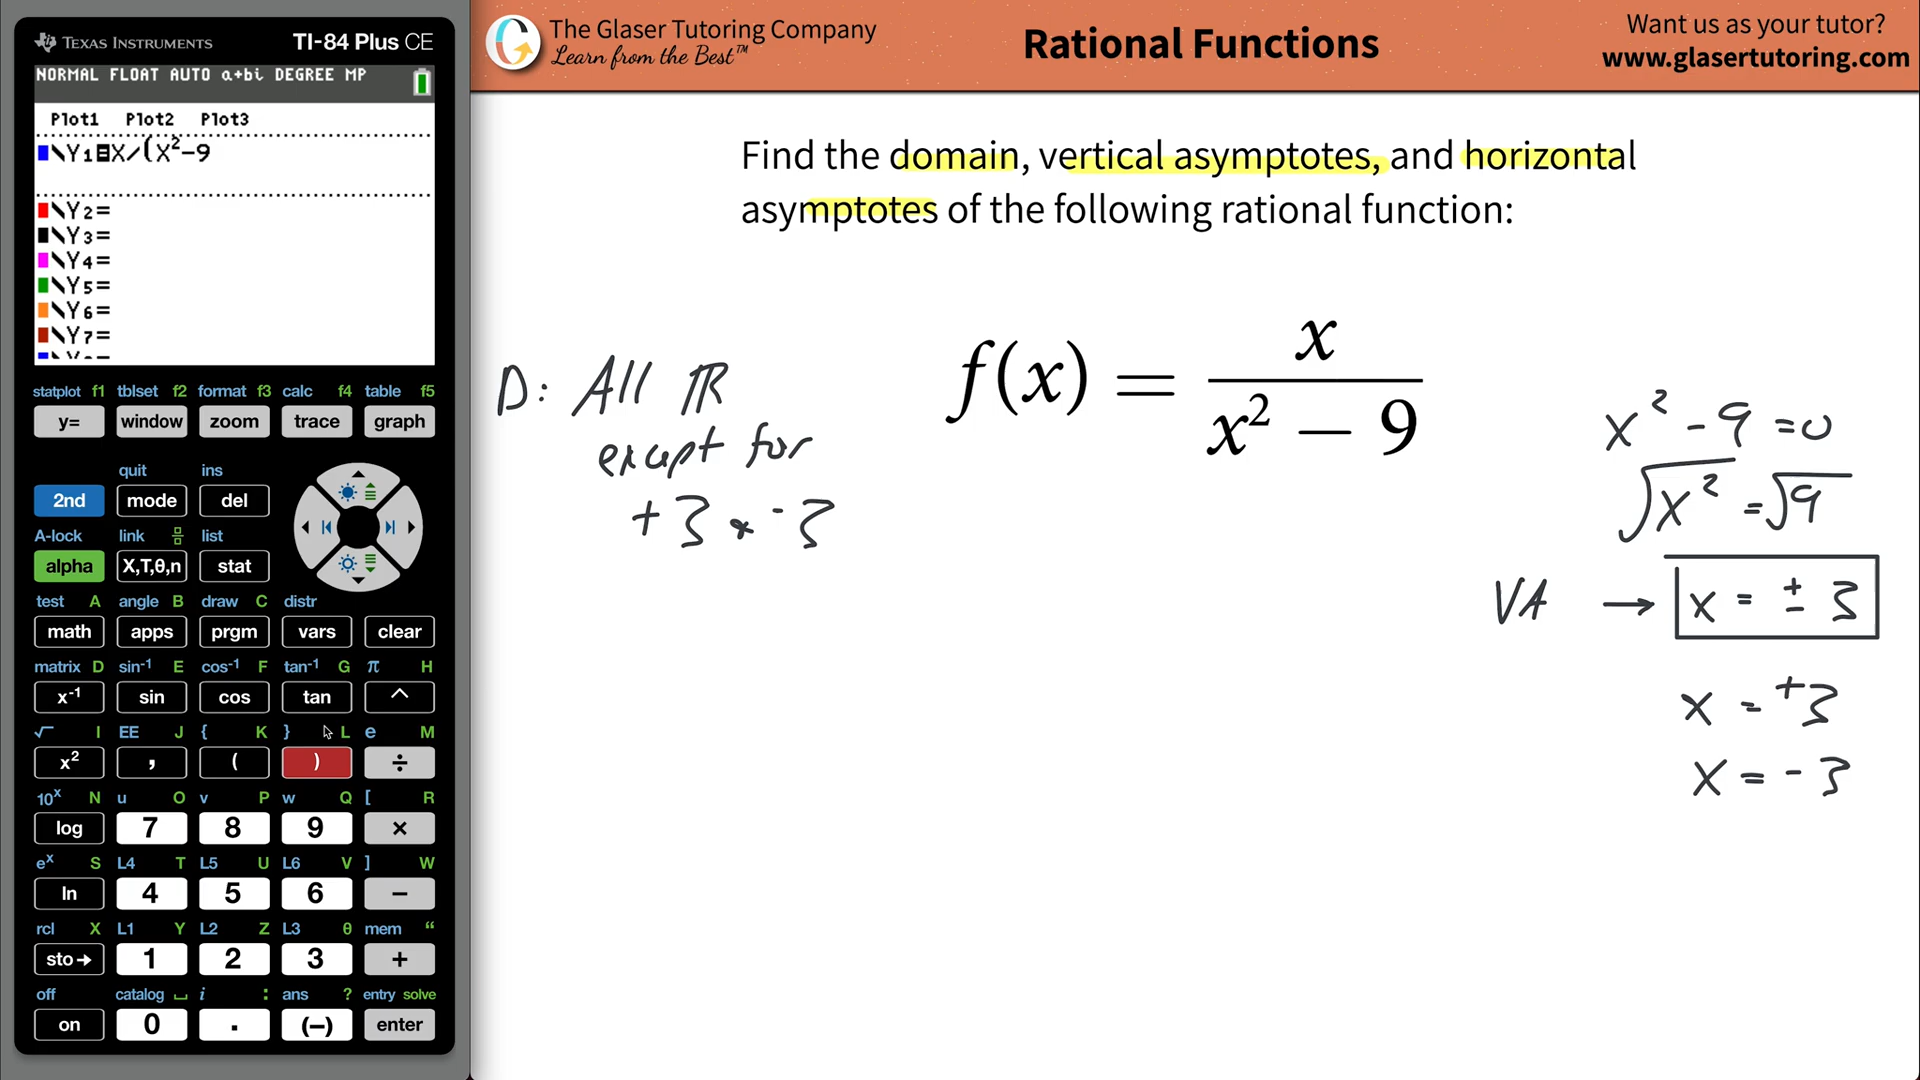 TEXAS INSTRUMENTS TI-84 Plus CE
NORMAL FLOAT AUTO a+bi DEGREE MP
Plot1 Plot2 Plot3
\Y1=X/(X²-9
\Y2=
\Y3=
\Y4=
\Y5=
\Y6=
\Y7=
statplot f1 tblset f2 format f3 calc f4 table f5
y= window zoom trace graph
quit ins
2nd mode del
A-lock link list
alpha X,T,θ,n stat
test A angle B draw C distr
math apps prgm vars clear
matrix D sin⁻¹ E cos⁻¹ F tan⁻¹ G π H
x⁻¹ sin cos tan ^
√ I EE J { K } L e M
x² , ( ) ÷
10ˣ N u O v P w Q [ R
log 7 8 9 ×
eˣ S L4 T L5 U L6 V ] W
ln 4 5 6 −
rcl X L1 Y L2 Z L3 θ mem "
sto→ 1 2 3 +
off catalog ⎵ i : ans ? entry solve
on 0 . (−) enter
The Glaser Tutoring Company
Learn from the Best™
Rational Functions
Want us as your tutor?
www.glasertutoring.com
Find the domain, vertical asymptotes, and horizontal
asymptotes of the following rational function:
f(x) = x / (x² − 9)
D: All ℝ
except for
+3 & -3
x² - 9 = 0
√x² = √9
VA → x = ± 3
x = +3
x = -3